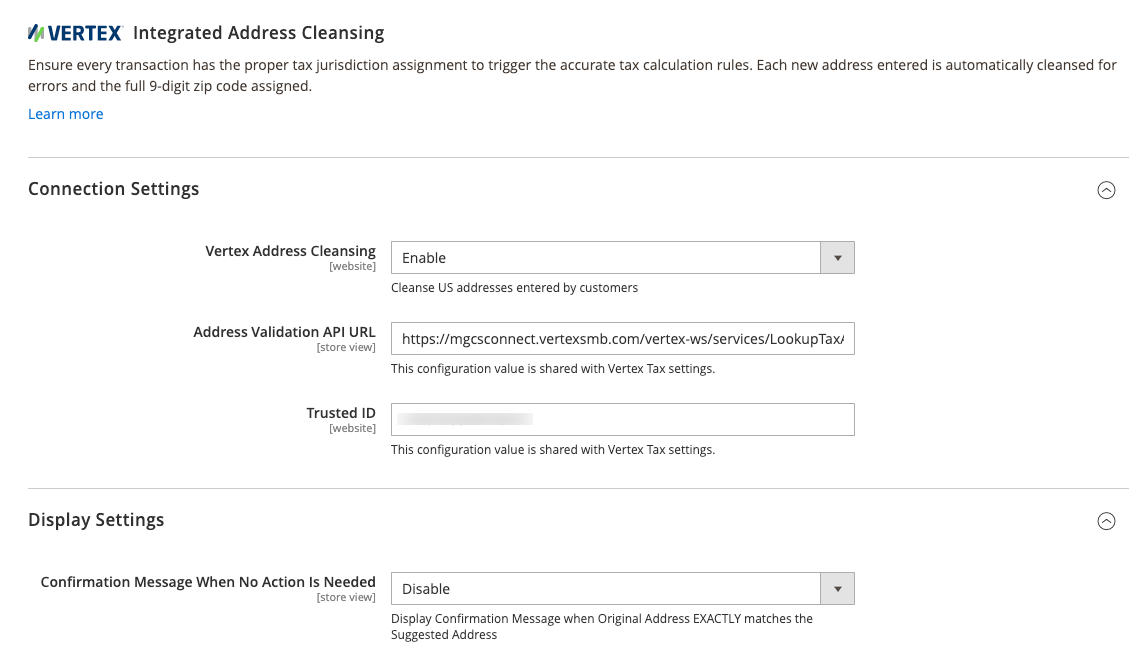 VERTEX Integrated Address Cleansing
Ensure every transaction has the proper tax jurisdiction assignment to trigger the accurate tax calculation rules. Each new address entered is automatically cleansed for
errors and the full 9-digit zip code assigned.
Learn more
Connection Settings
Vertex Address Cleansing
[website]
Enable
Cleanse US addresses entered by customers
Address Validation API URL
[store view]
https://mgcsconnect.vertexsmb.com/vertex-ws/services/LookupTaxA
This configuration value is shared with Vertex Tax settings.
Trusted ID
[website]
This configuration value is shared with Vertex Tax settings.
Display Settings
Confirmation Message When No Action Is Needed
[store view]
Disable
Display Confirmation Message when Original Address EXACTLY matches the
Suggested Address